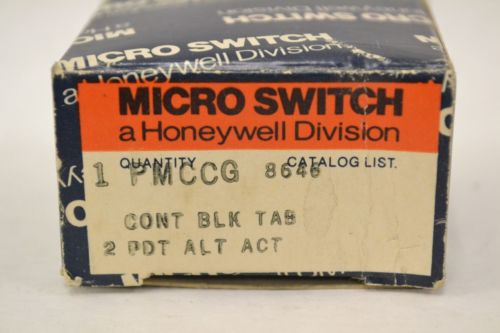 MICRO SWITCH
a Honeywell Division
MICRO SWITCH
a Honeywell Division
QUANTITY CATALOG LIST.
1 PMCCG 8646
CONT BLK TAB
2 PDT ALT ACT